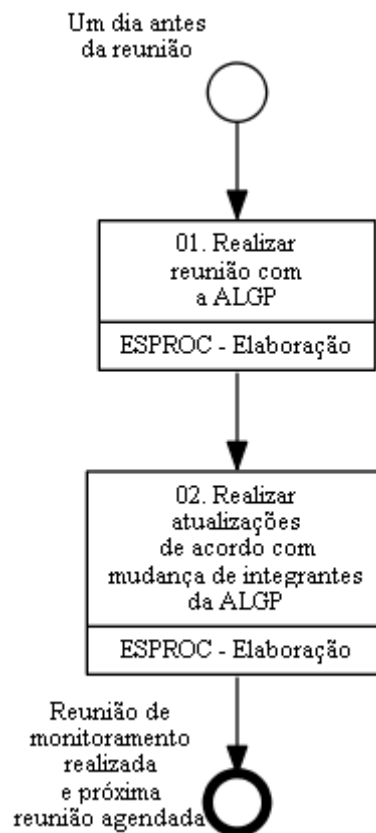 Um dia antes
da reunião
01. Realizar
reunião com
a ALGP
ESPROC - Elaboração
02. Realizar
atualizações
de acordo com
mudança de integrantes
da ALGP
ESPROC - Elaboração
Reunião de
monitoramento
realizada
e próxima
reunião agendada